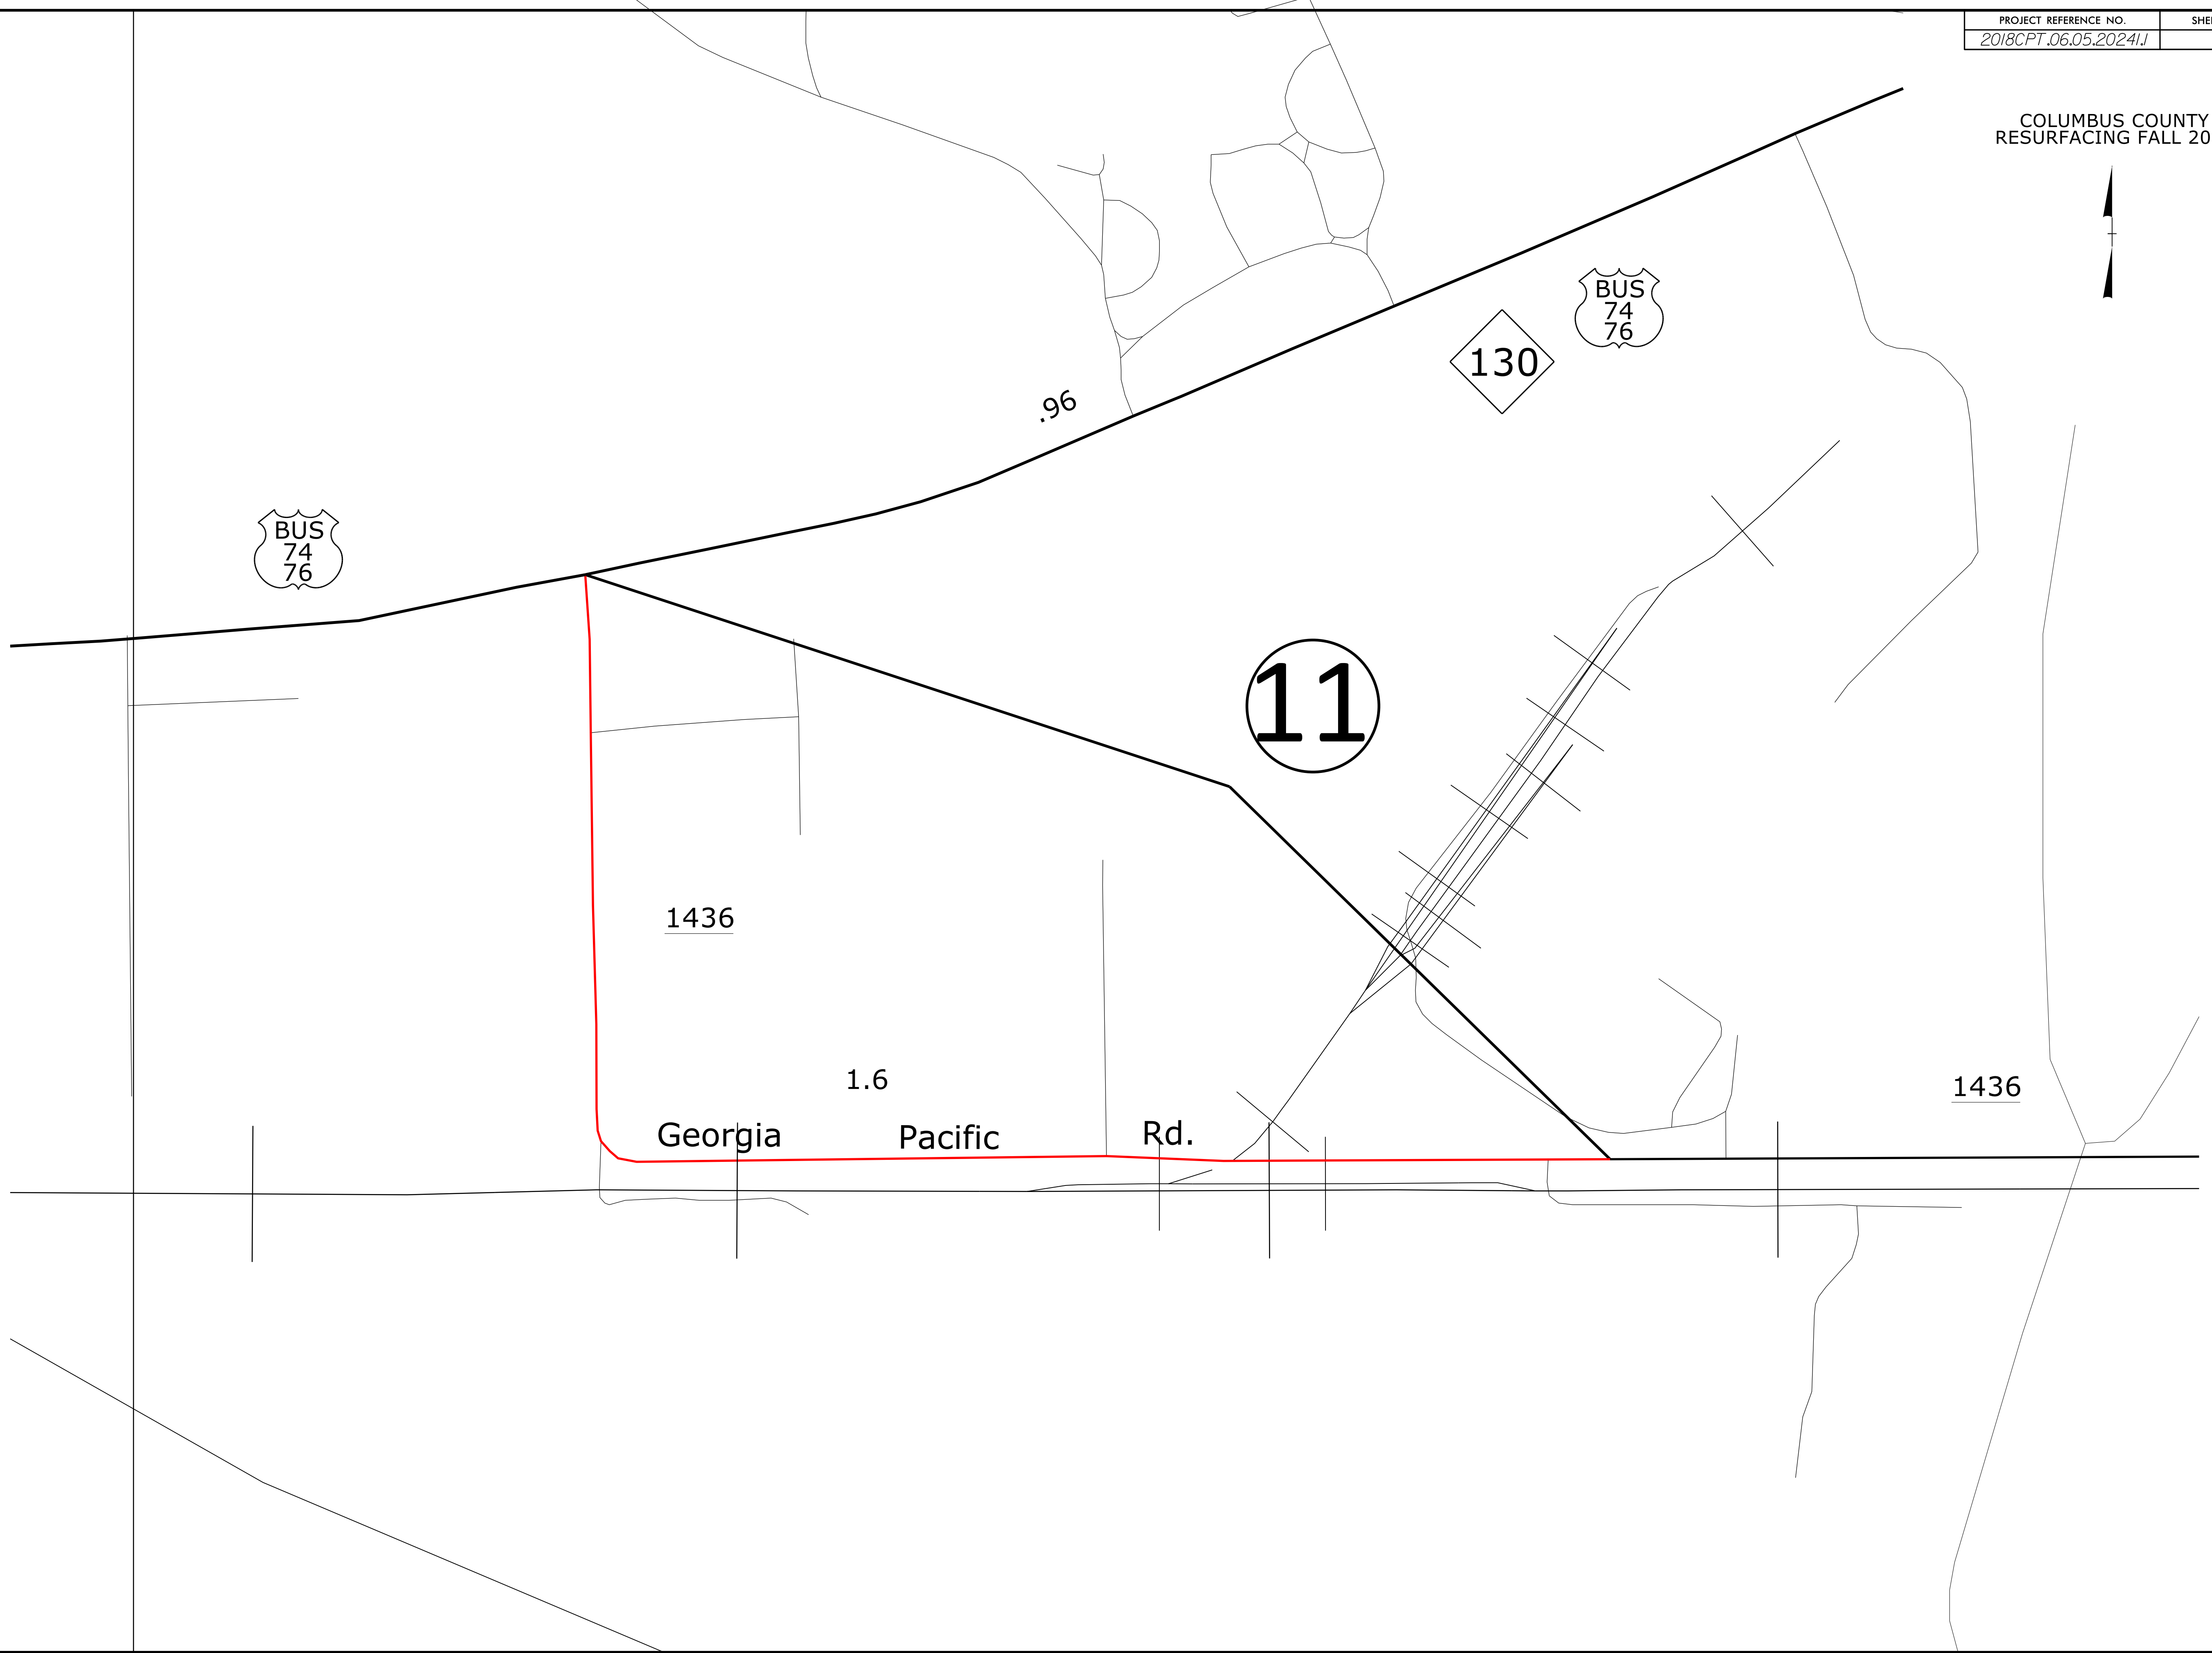 PROJECT REFERENCE NO.
2018CPT.06.05.20241.1
COLUMBUS COUNTY
RESURFACING FALL
BUS
74
76
130
.96
BUS
74
76
11
1436
1.6
1436
Georgia Pacific Rd.